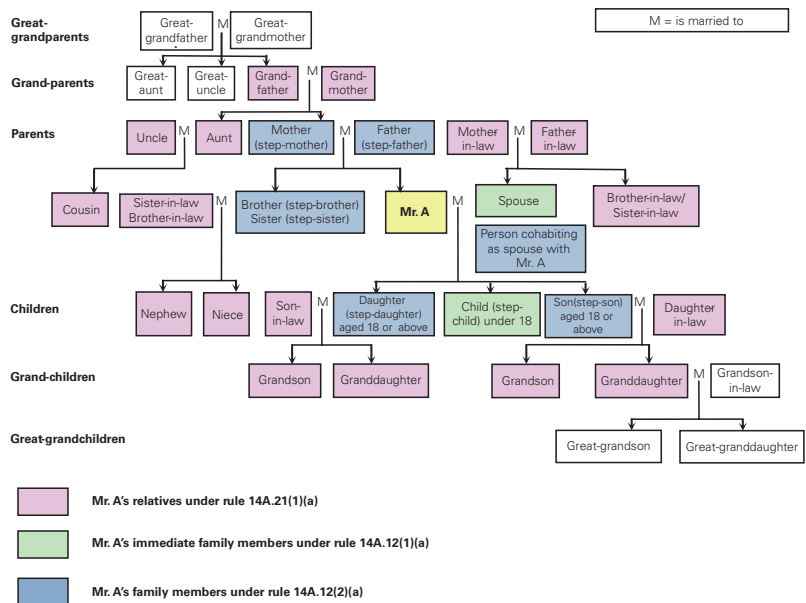 Great-
grandparents
Great-
grandfather
M
Great-
grandmother
M = is married to
Grand-parents
Great-
aunt
Great-
uncle
Grand-
father
M
Grand-
mother
Parents
Uncle
M
Aunt
Mother
(step-mother)
M
Father
(step-father)
Mother
in-law
M
Father
in-law
Cousin
Sister-in-law
Brother-in-law
M
Brother (step-brother)
Sister (step-sister)
Mr. A
M
Spouse
Brother-in-law/
Sister-in-law
Person cohabiting
as spouse with
Mr. A
Children
Nephew
Niece
Son-
in-law
M
Daughter
(step-daughter)
aged 18 or above
Child (step-
child) under 18
Son(step-son)
aged 18 or
above
M
Daughter
in-law
Grand-children
Grandson
Granddaughter
Grandson
Granddaughter
M
Grandson-
in-law
Great-grandchildren
Great-grandson
Great-granddaughter
Mr. A's relatives under rule 14A.21(1)(a)
Mr. A's immediate family members under rule 14A.12(1)(a)
Mr. A's family members under rule 14A.12(2)(a)